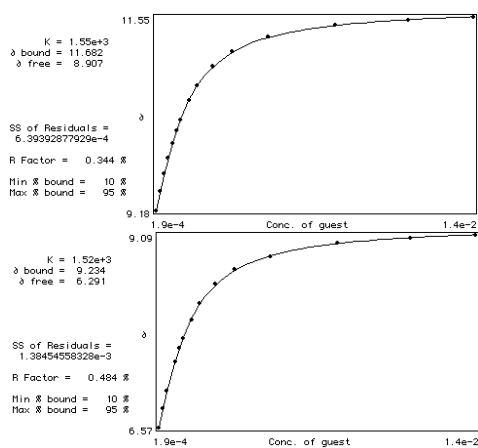 11.55
K = 1.55e+3
∂ bound = 11.682
∂ free = 8.907
∂
SS of Residuals =
6.39392877929e-4
R Factor = 0.344 %
Min % bound = 10 %
Max % bound = 95 %
9.18
1.9e-4 Conc. of guest 1.4e-2
9.09
K = 1.52e+3
∂ bound = 9.234
∂ free = 6.291
∂
SS of Residuals =
1.38454558328e-3
R Factor = 0.484 %
Min % bound = 10 %
Max % bound = 95 %
6.57
1.9e-4 Conc. of guest 1.4e-2